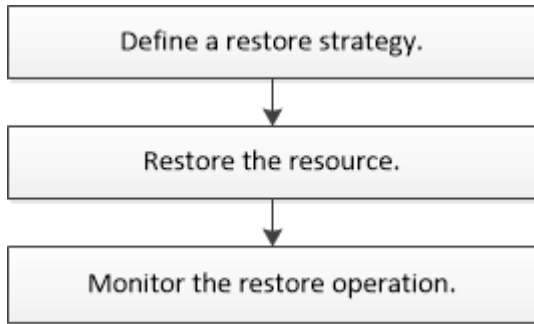 Define a restore strategy.
Restore the resource.
Monitor the restore operation.